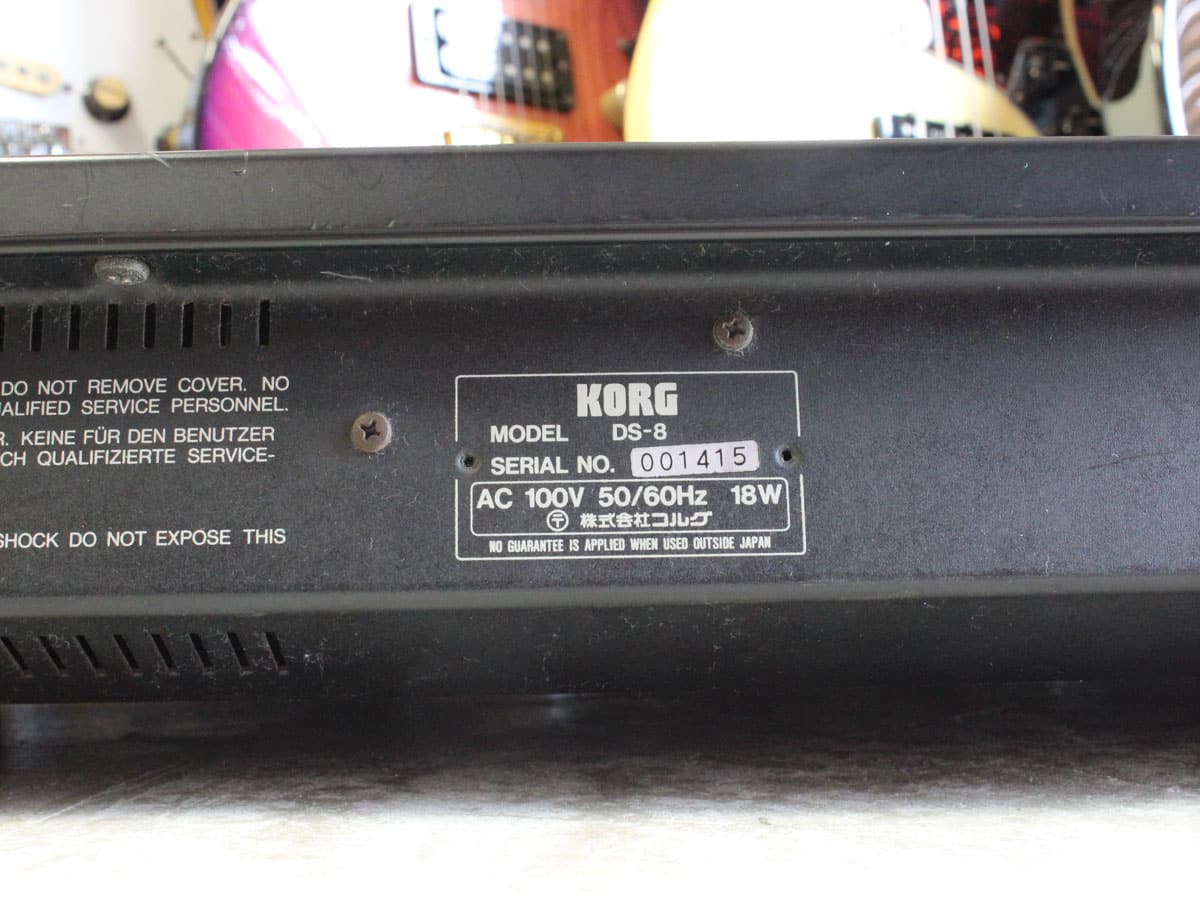 DO NOT REMOVE COVER. NO
QUALIFIED SERVICE PERSONNEL.
KEINE FÜR DEN BENUTZER
QUALIFIZIERTE SERVICE-
SHOCK DO NOT EXPOSE THIS
KORG
MODEL DS-8
SERIAL NO. 001415
AC 100V 50/60Hz 18W
〒 株式会社コルグ
NO GUARANTEE IS APPLIED WHEN USED OUTSIDE JAPAN